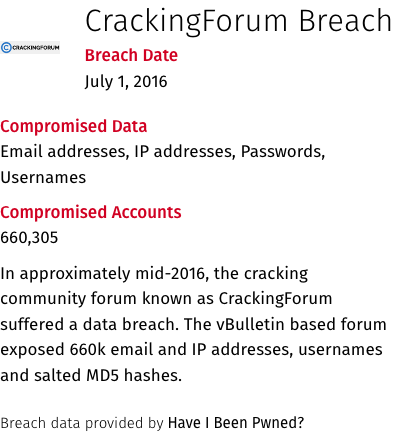 CrackingForum Breach
CRACKINGFORUM
Breach Date
July 1, 2016
Compromised Data
Email addresses, IP addresses, Passwords,
Usernames
Compromised Accounts
660,305
In approximately mid-2016, the cracking
community forum known as CrackingForum
suffered a data breach. The vBulletin based forum
exposed 660k email and IP addresses, usernames
and salted MD5 hashes.
Breach data provided by Have I Been Pwned?